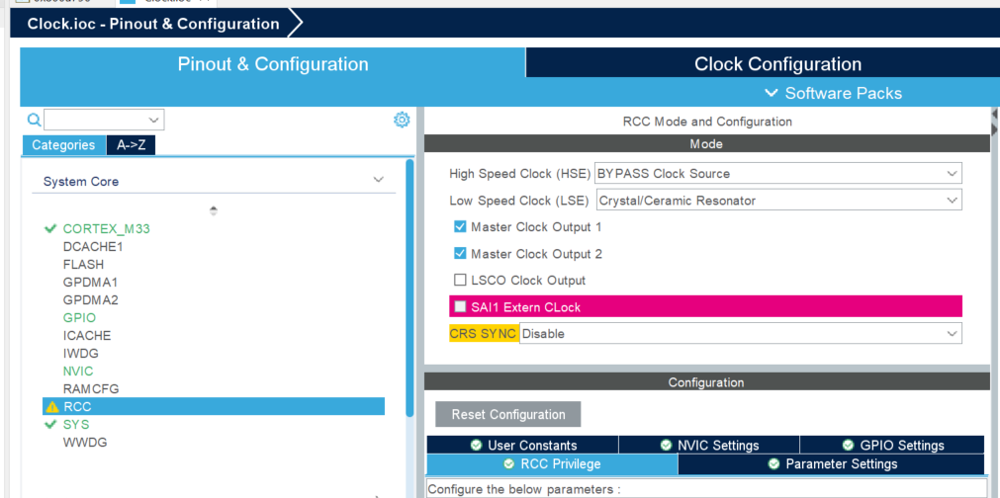 Clock.ioc - Pinout & Configuration
Pinout & Configuration
Clock Configuration
Software Packs
RCC Mode and Configuration
Categories
A->Z
Mode
System Core
High Speed Clock (HSE) BYPASS Clock Source
Low Speed Clock (LSE) Crystal/Ceramic Resonator
Master Clock Output 1
Master Clock Output 2
LSCO Clock Output
SAI1 Extern CLock
CRS SYNC Disable
CORTEX_M33
DCACHE1
FLASH
GPDMA1
GPDMA2
GPIO
ICACHE
IWDG
NVIC
RAMCFG
RCC
SYS
WWDG
Configuration
Reset Configuration
User Constants
NVIC Settings
GPIO Settings
RCC Privilege
Parameter Settings
Configure the below parameters :